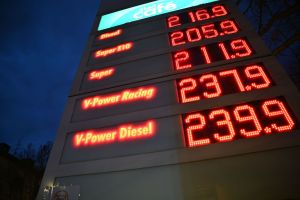 café
Diesel 216.9
Super E10 205.9
Super 211.9
V-Power Racing 237.9
V-Power Diesel 239.9